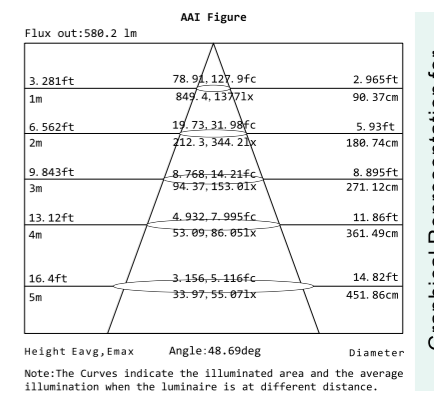 AAI Figure
Flux out:580.2 lm
3.281ft 78.91,127.9fc 2.965ft
1m 849.4,1377lx 90.37cm
6.562ft 19.73,31.98fc 5.93ft
2m 212.3,344.2lx 180.74cm
9.843ft 8.768,14.21fc 8.895ft
3m 94.37,153.0lx 271.12cm
13.12ft 4.932,7.995fc 11.86ft
4m 53.09,86.05lx 361.49cm
16.4ft 3.156,5.116fc 14.82ft
5m 33.97,55.07lx 451.86cm
Height Eavg,Emax Angle:48.69deg Diameter
Note:The Curves indicate the illuminated area and the average
illumination when the luminaire is at different distance.